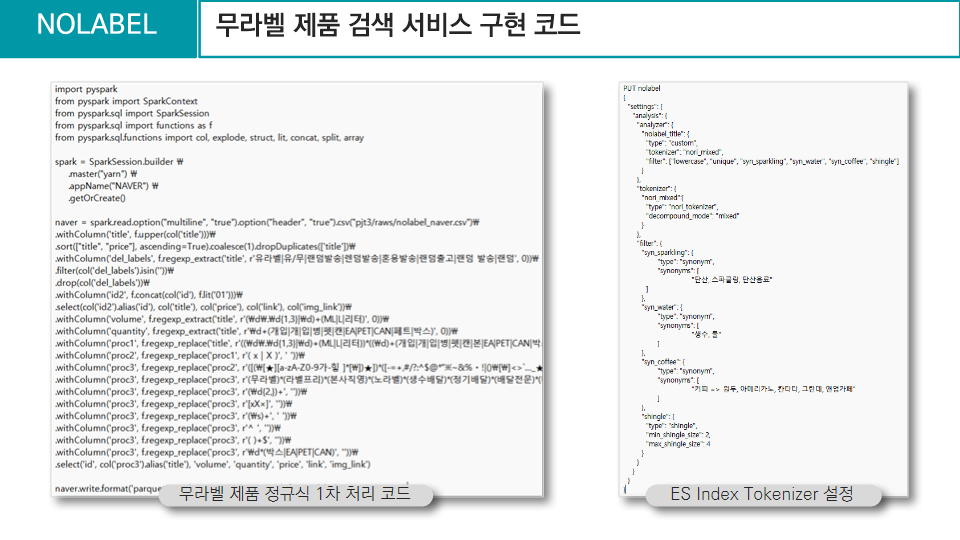 NOLABEL
무라벨 제품 검색 서비스 구현 코드
import pyspark
from pyspark import SparkContext
from pyspark.sql import SparkSession
from pyspark.sql import functions as f
from pyspark.sql.functions import col, explode, struct, lit, concat, split, array
spark = SparkSession.builder ₩
.master("yarn") ₩
.appName("NAVER") ₩
.getOrCreate()
naver = spark.read.option("multiline", "true").option("header", "true").csv("pjt3/raws/nolabel_naver.csv")₩
.withColumn('title', f.upper(col('title')))₩
.sort(["title", "price"], ascending=True).coalesce(1).dropDuplicates(['title'])₩
.withColumn('del_labels', f.regexp_extract('title', r'유라벨|유/무|랜덤발송|렌덤발송|혼용발송|랜덤출고|랜덤 발송|랜덤', 0))₩
.filter(col('del_labels').isin(''))₩
.drop(col('del_labels'))₩
.withColumn('id2', f.concat(col('id'), f.lit('01')))₩
.select(col('id2').alias('id'), col('title'), col('price'), col('link'), col('img_link'))₩
.withColumn('volume', f.regexp_extract('title', r'(₩d₩.₩d{1,3}|₩d)+(ML|L|리터)', 0))₩
.withColumn('quantity', f.regexp_extract('title', r'₩d+(개입|개|입|병|펫|캔|EA|PET|CAN|페트|박스)', 0))₩
.withColumn('proc1', f.regexp_replace('title', r'((₩d₩.₩d{1,3}|₩d)+(ML|L|리터))*((₩d)+(개입|개|입|병|펫|캔|본|EA|PET|CAN|박
.withColumn('proc2', f.regexp_replace('proc1', r'( x | X )', ' '))₩
.withColumn('proc3', f.regexp_replace('proc2',
.withColumn('proc3', f.regexp_replace('proc3', r'(무라벨)*(라벨프리)*(본사직영)*(노라벨)*(생수배달)*(정기배달)*(배달전문)*(
.withColumn('proc3', f.regexp_replace('proc3', r'(₩d{2,})+', ''))₩
.withColumn('proc3', f.regexp_replace('proc3', r'[xX×]', ''))₩
.withColumn('proc3', f.regexp_replace('proc3', r'(₩s)+', ' '))₩
.withColumn('proc3', f.regexp_replace('proc3', r'^ ', ''))₩
.withColumn('proc3', f.regexp_replace('proc3', r'( )+$', ''))₩
.withColumn('proc3', f.regexp_replace('proc3', r'₩d*(박스|EA|PET|CAN)', ''))₩
.select('id', col('proc3').alias('title'), 'volume', 'quantity', 'price', 'link', 'img_link')
naver.write.format('parque
무라벨 제품 정규식 1차 처리 코드
PUT nolabel
{
"settings": {
"analysis": {
"analyzer": {
"nolabel_title": {
"type": "custom",
"tokenizer": "nori_mixed",
"filter": ["lowercase", "unique", "syn_sparkling", "syn_water", "syn_coffee", "shingle"]
}
},
"tokenizer": {
"nori_mixed":{
"type": "nori_tokenizer",
"decompound_mode": "mixed"
}
},
"filter": {
"syn_sparkling": {
"type": "synonym",
"synonyms": [
"탄산, 스파클링, 탄산음료"
]
},
"syn_water": {
"type": "synonym",
"synonyms": [
"생수, 물"
]
},
"syn_coffee": {
"type": "synonym",
"synonyms": [
"커피 => 원두, 아메리카노, 칸타타, 그란데, 맨엄카페"
]
},
"shingle": {
"type": "shingle",
"min_shingle_size": 2,
"max_shingle_size": 4
}
}
}
}
{
ES Index Tokenizer 설정